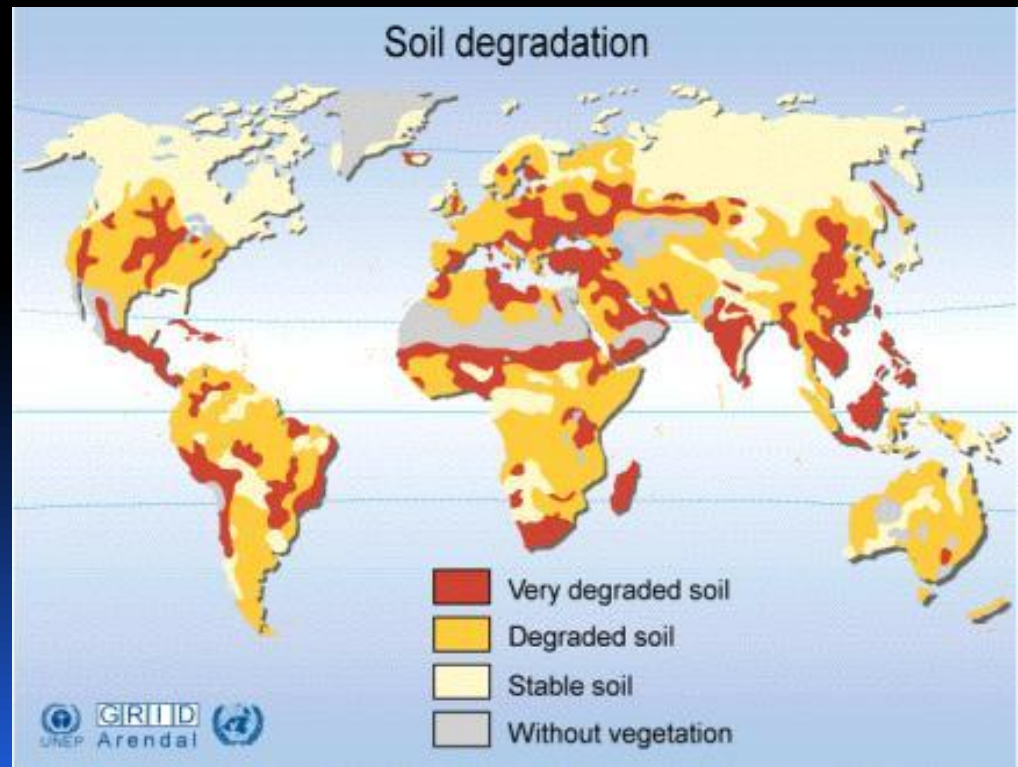 Soil degradation
Very degraded soil
Degraded soil
Stable soil
Without vegetation
UNEP
GRID
Arendal